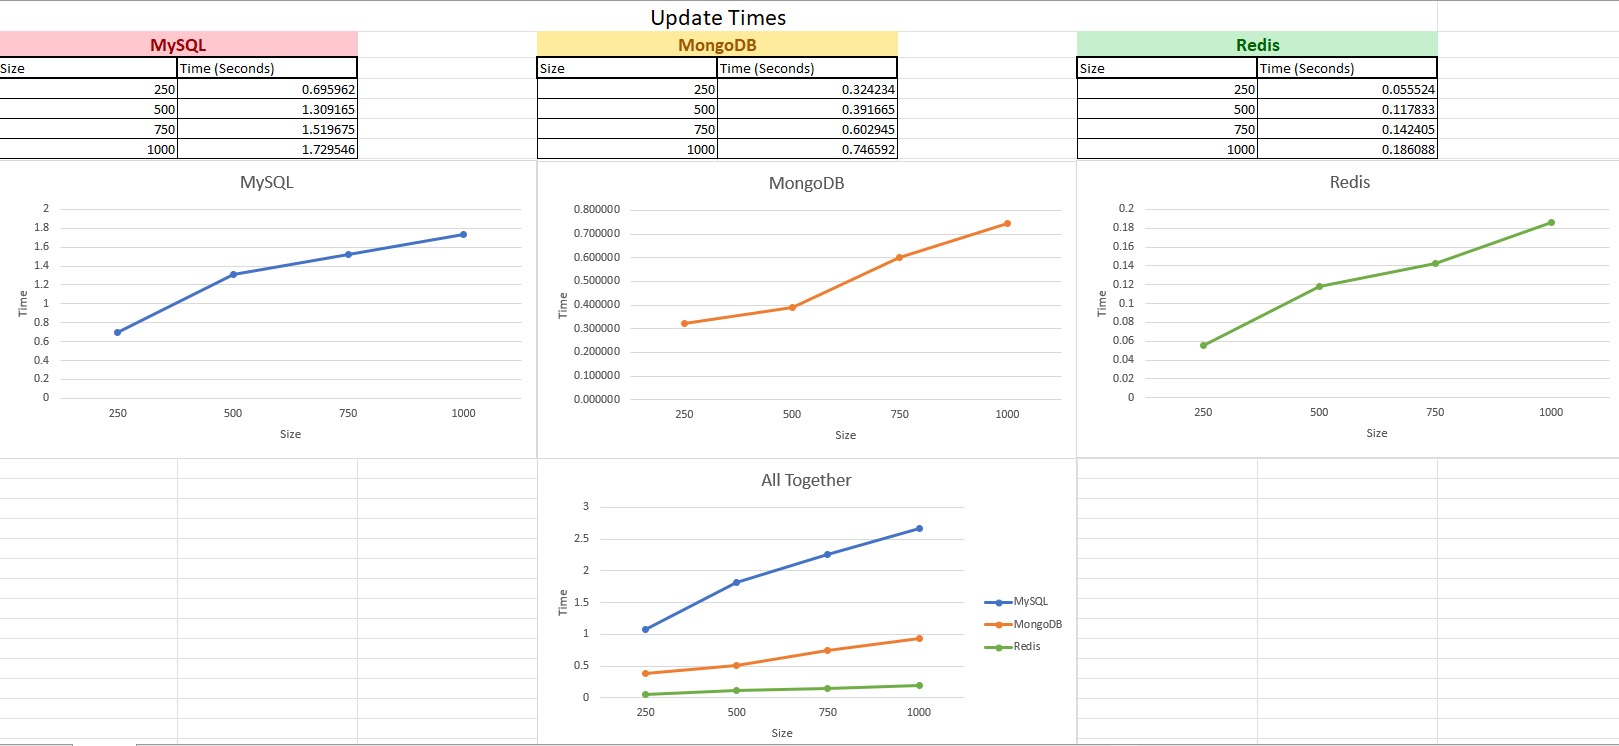 Update Times
MySQL
MongoDB
Redis
Size Time (Seconds)
250 0.695962
500 1.309165
750 1.519675
1000 1.729546
Size Time (Seconds)
250 0.324234
500 0.391665
750 0.602945
1000 0.746592
Size Time (Seconds)
250 0.055524
500 0.117833
750 0.142405
1000 0.186088
MySQL
2
1.8
1.6
1.4
1.2
1
0.8
0.6
0.4
0.2
0
Time
250 500 750 1000
Size
MongoDB
0.800000
0.700000
0.600000
0.500000
0.400000
0.300000
0.200000
0.100000
0.000000
Time
250 500 750 1000
Size
Redis
0.2
0.18
0.16
0.14
0.12
0.1
0.08
0.06
0.04
0.02
0
Time
250 500 750 1000
Size
All Together
3
2.5
2
1.5
1
0.5
0
Time
250 500 750 1000
Size
MySQL
MongoDB
Redis